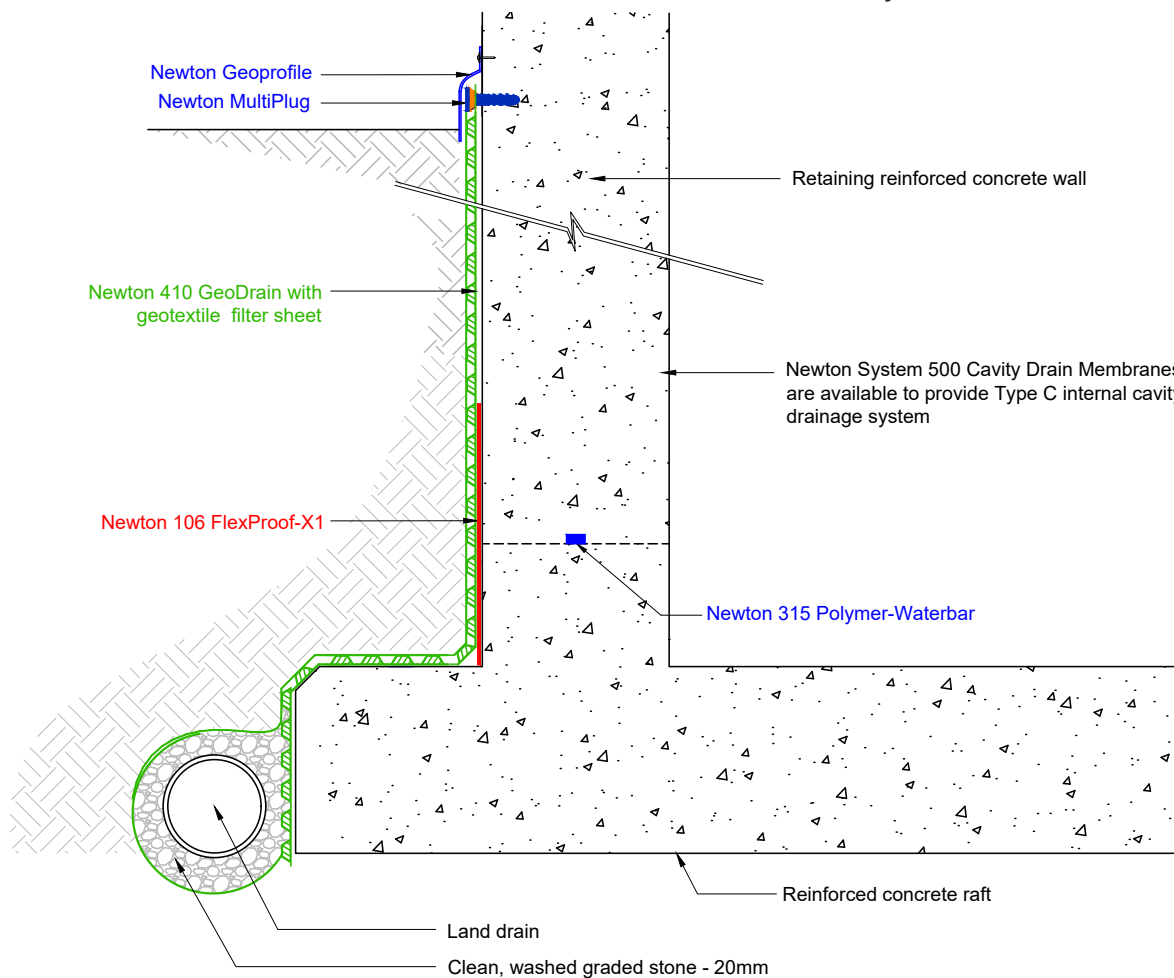 Newton Geoprofile
Newton MultiPlug
Retaining reinforced concrete wall
Newton 410 GeoDrain with
geotextile filter sheet
Newton System 500 Cavity Drain Membranes
are available to provide Type C internal cavity
drainage system
Newton 106 FlexProof-X1
Newton 315 Polymer-Waterbar
Reinforced concrete raft
Land drain
Clean, washed graded stone - 20mm